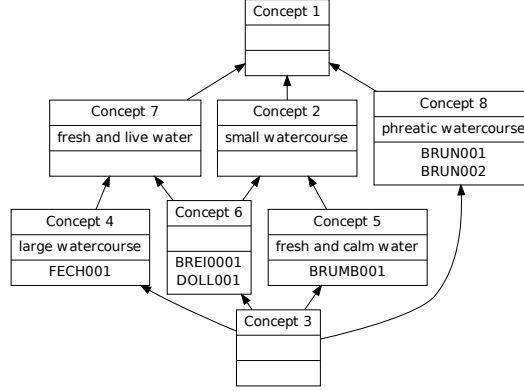 Concept 1
Concept 7
fresh and live water
Concept 2
small watercourse
Concept 8
phreatic watercourse
BRUN001
BRUN002
Concept 4
large watercourse
FECH001
Concept 6
BREI0001
DOLL001
Concept 5
fresh and calm water
BRUMB001
Concept 3